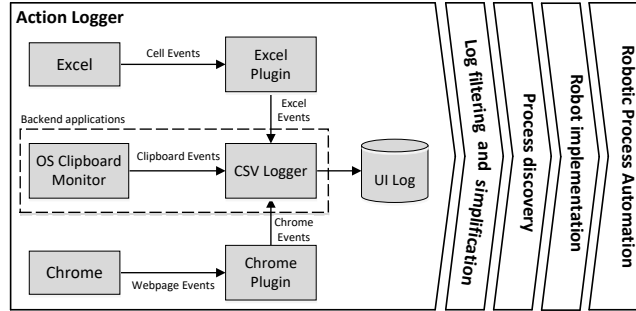 Action Logger
Excel
Cell Events
Excel
Plugin
Excel
Events
Backend applications
OS Clipboard
Monitor
Clipboard Events
CSV Logger
UI Log
Chrome
Events
Chrome
Webpage Events
Chrome
Plugin
Log filtering and simplification
Process discovery
Robot implementation
Robotic Process Automation